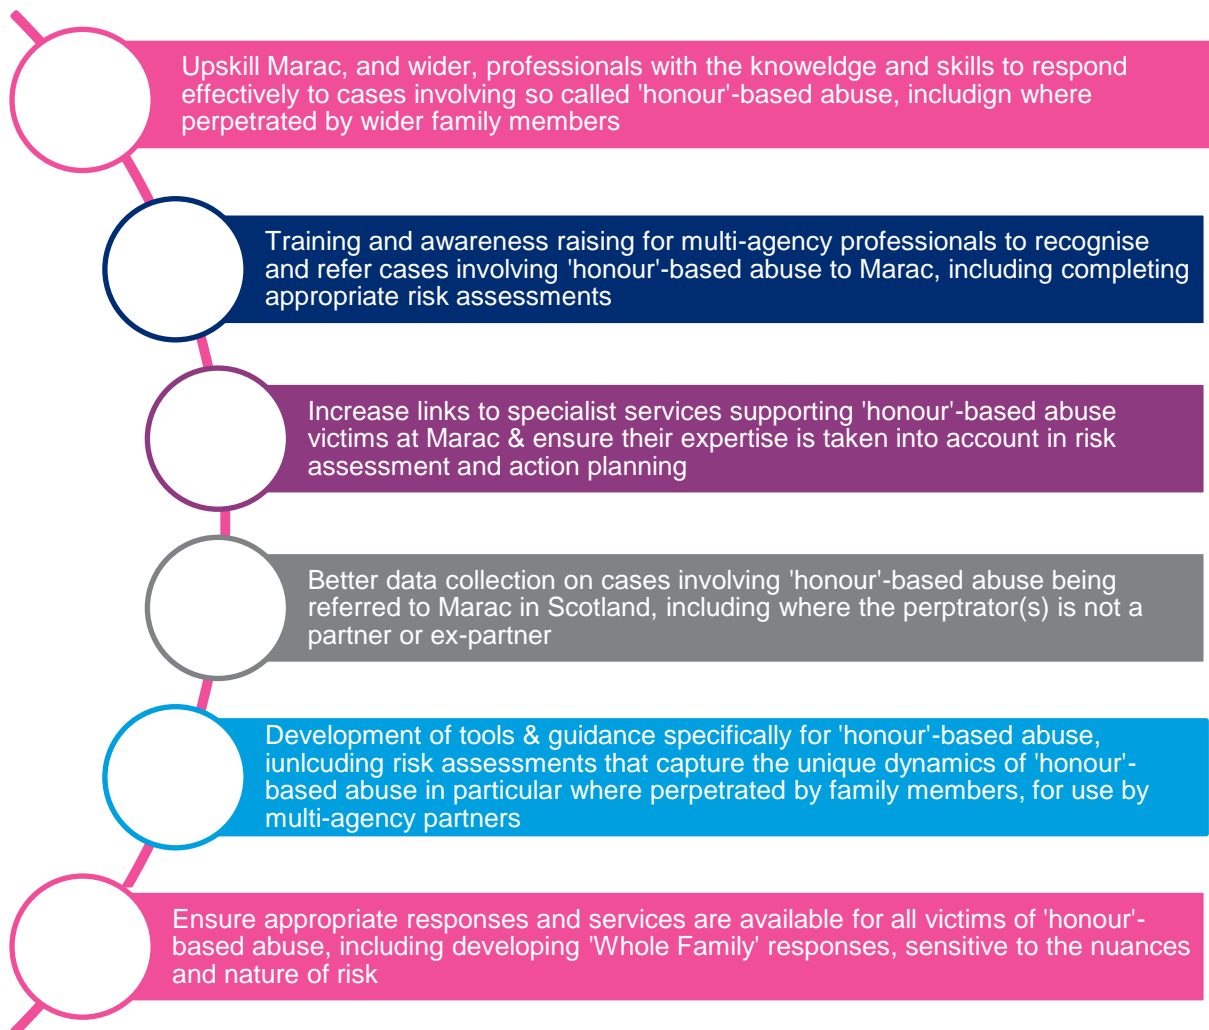 Upskill Marac, and wider, professionals with the knoweldge and skills to respond
effectively to cases involving so called 'honour'-based abuse, includign where
perpetrated by wider family members
Training and awareness raising for multi-agency professionals to recognise
and refer cases involving 'honour'-based abuse to Marac, including completing
appropriate risk assessments
Increase links to specialist services supporting 'honour'-based abuse
victims at Marac & ensure their expertise is taken into account in risk
assessment and action planning
Better data collection on cases involving 'honour'-based abuse being
referred to Marac in Scotland, including where the perptrator(s) is not a
partner or ex-partner
Development of tools & guidance specifically for 'honour'-based abuse,
iunlcuding risk assessments that capture the unique dynamics of 'honour'-
based abuse in particular where perpetrated by family members, for use by
multi-agency partners
Ensure appropriate responses and services are available for all victims of 'honour'-
based abuse, including developing 'Whole Family' responses, sensitive to the nuances
and nature of risk